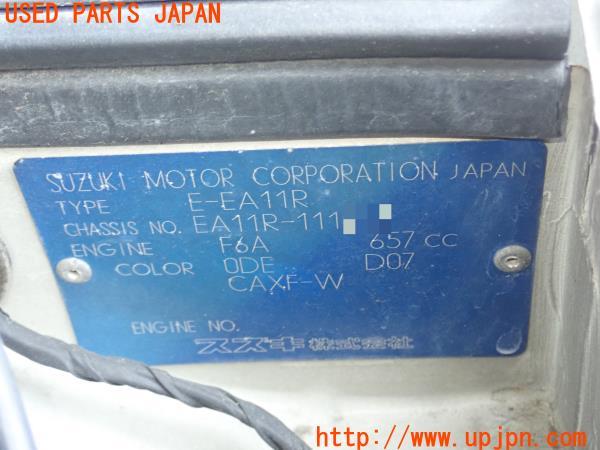 USED PARTS JAPAN
SUZUKI MOTOR CORPORATION JAPAN
TYPE E-EA11R
CHASSIS NO. EA11R-111
ENGINE F6A 657 CC
COLOR 0DE D07
CAXF-W
ENGINE NO.
スズキ株式会社
http://www.upjpn.com/